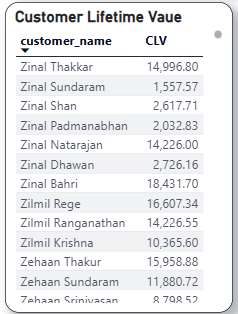 Customer Lifetime Vaue
customer_name CLV
Zinal Thakkar 14,996.80
Zinal Sundaram 1,557.57
Zinal Shan 2,617.71
Zinal Padmanabhan 2,032.83
Zinal Natarajan 14,226.00
Zinal Dhawan 2,726.16
Zinal Bahri 18,431.70
Zilmil Rege 16,607.34
Zilmil Ranganathan 14,226.55
Zilmil Krishna 10,365.60
Zehaan Thakur 15,958.88
Zehaan Sundaram 11,880.72
Zehaan Srinivasan 8,798.52